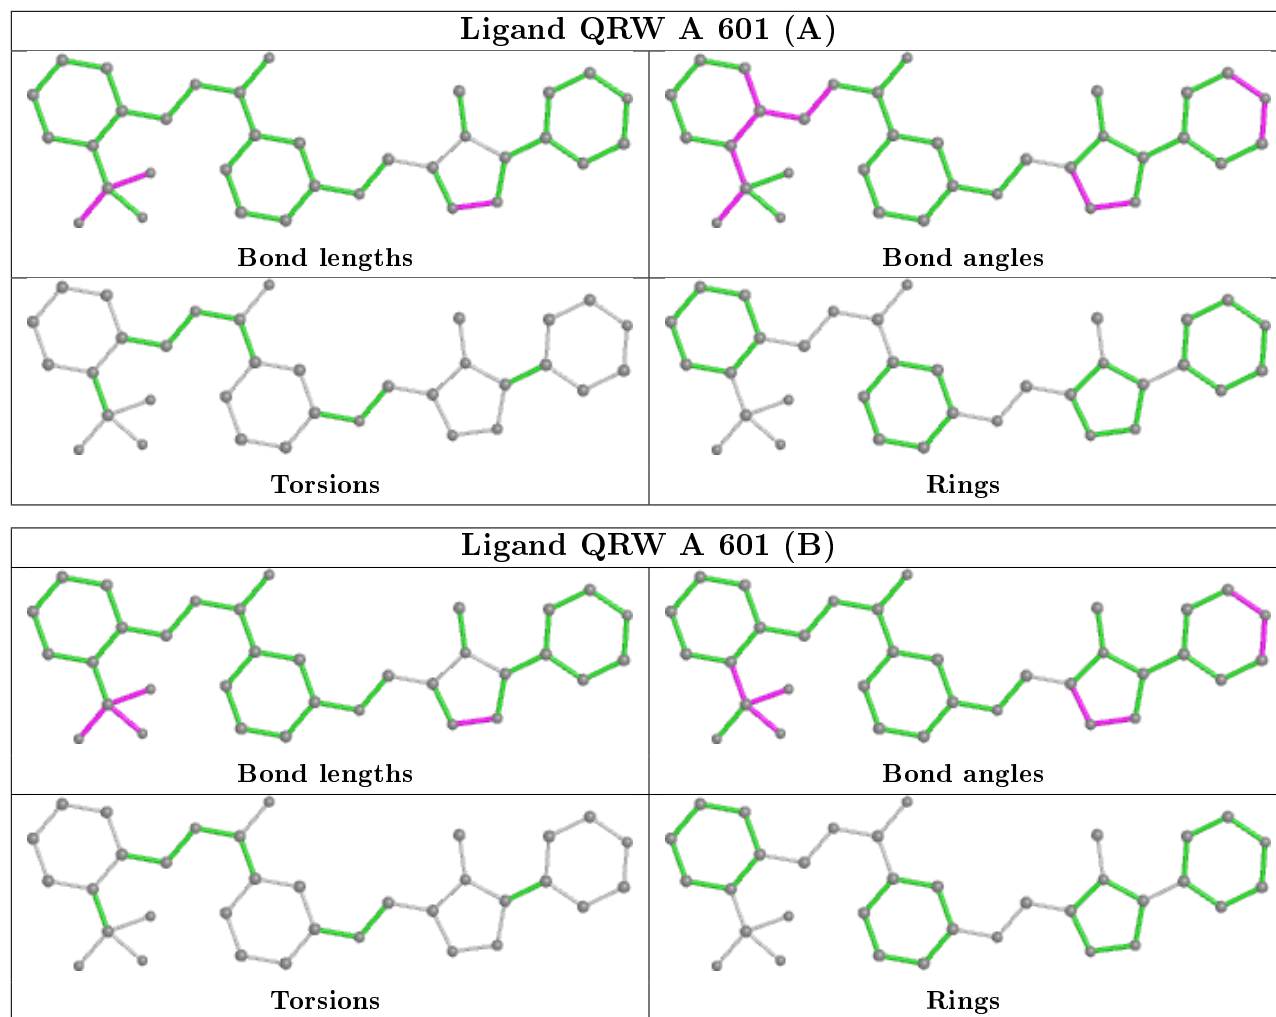 Ligand QRW A 601 (A)
Bond lengths
Bond angles
Torsions
Rings
Ligand QRW A 601 (B)
Bond lengths
Bond angles
Torsions
Rings